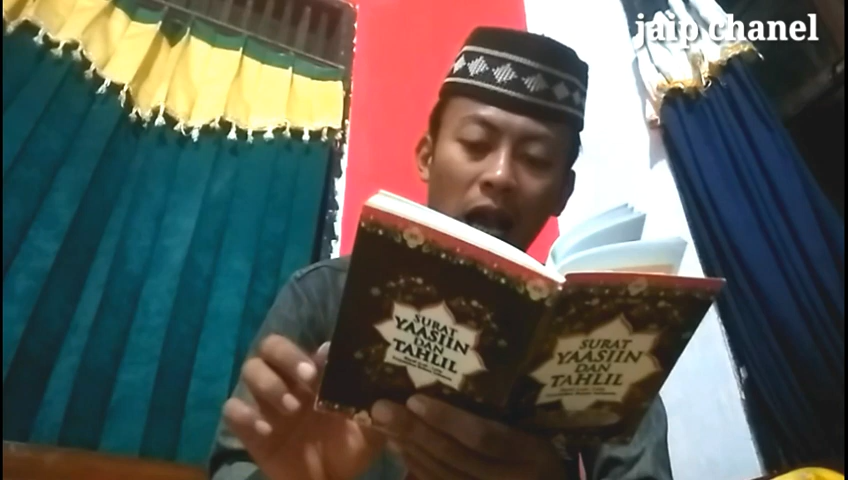 jaip chanel
SURAT
YAASIIN
DAN
TAHLIL
SURAT
YAASIIN
DAN
TAHLIL